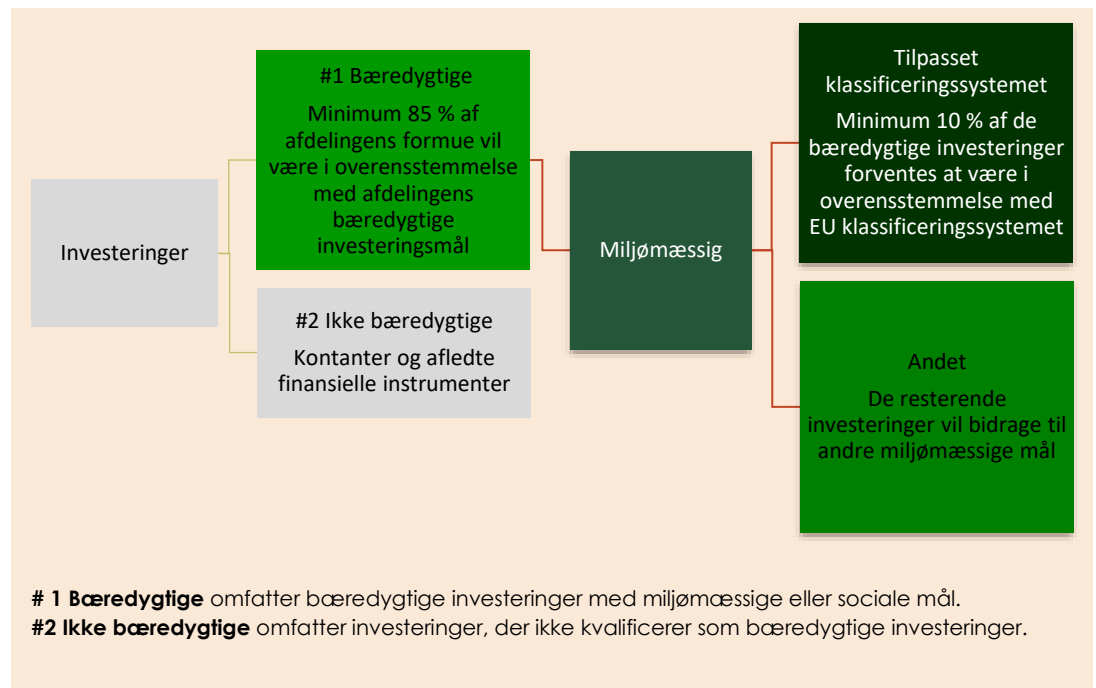 Investeringer
#1 Bæredygtige
Minimum 85 % af
afdelingens formue vil
være i overensstemmelse
med afdelingens
bæredygtige
investeringsmål
#2 Ikke bæredygtige
Kontanter og afledte
finansielle instrumenter
Miljømæssig
Tilpasset
klassificeringssystemet
Minimum 10 % af de
bæredygtige investeringer
forventes at være i
overensstemmelse med
EU klassificeringssystemet
Andet
De resterende
investeringer vil bidrage til
andre miljømæssige mål
# 1 Bæredygtige omfatter bæredygtige investeringer med miljømæssige eller sociale mål.
#2 Ikke bæredygtige omfatter investeringer, der ikke kvalificerer som bæredygtige investeringer.